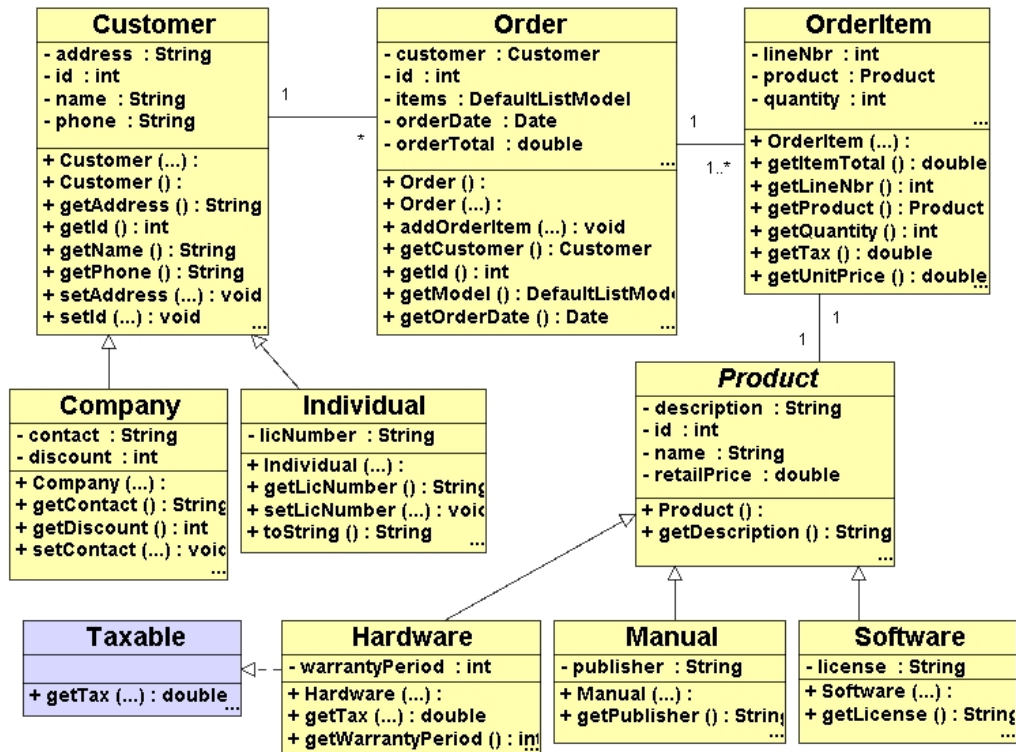 Customer
- address : String
- id : int
- name : String
- phone : String
+ Customer (...) :
+ Customer () :
+ getAddress () : String
+ getId () : int
+ getName () : String
+ getPhone () : String
+ setAddress (...) : void
+ setId (...) : void
...
1
*
Order
- customer : Customer
- id : int
- items : DefaultListModel
- orderDate : Date
- orderTotal : double
...
+ Order () :
+ Order (...) :
+ addOrderItem (...) : void
+ getCustomer () : Customer
+ getId () : int
+ getModel () : DefaultListMod
+ getOrderDate () : Date
...
1
1..*
OrderItem
- lineNbr : int
- product : Product
- quantity : int
...
+ OrderItem (...) :
+ getItemTotal () : double
+ getLineNbr () : int
+ getProduct () : Product
+ getQuantity () : int
+ getTax () : double
+ getUnitPrice () : double
...
1
1
Company
- contact : String
- discount : int
+ Company (...) :
+ getContact () : String
+ getDiscount () : int
+ setContact (...) : void
...
Individual
- licNumber : String
+ Individual (...) :
+ getLicNumber () : String
+ setLicNumber (...) : void
+ toString () : String
...
Product
- description : String
- id : int
- name : String
- retailPrice : double
+ Product () :
+ getDescription () : String
...
Taxable
+ getTax (...) : double
...
Hardware
- warrantyPeriod : int
+ Hardware (...) :
+ getTax () : double
+ getWarrantyPeriod () : int
...
Manual
- publisher : String
+ Manual (...) :
+ getPublisher () : String
...
Software
- license : String
+ Software (...) :
+ getLicense () : String
...